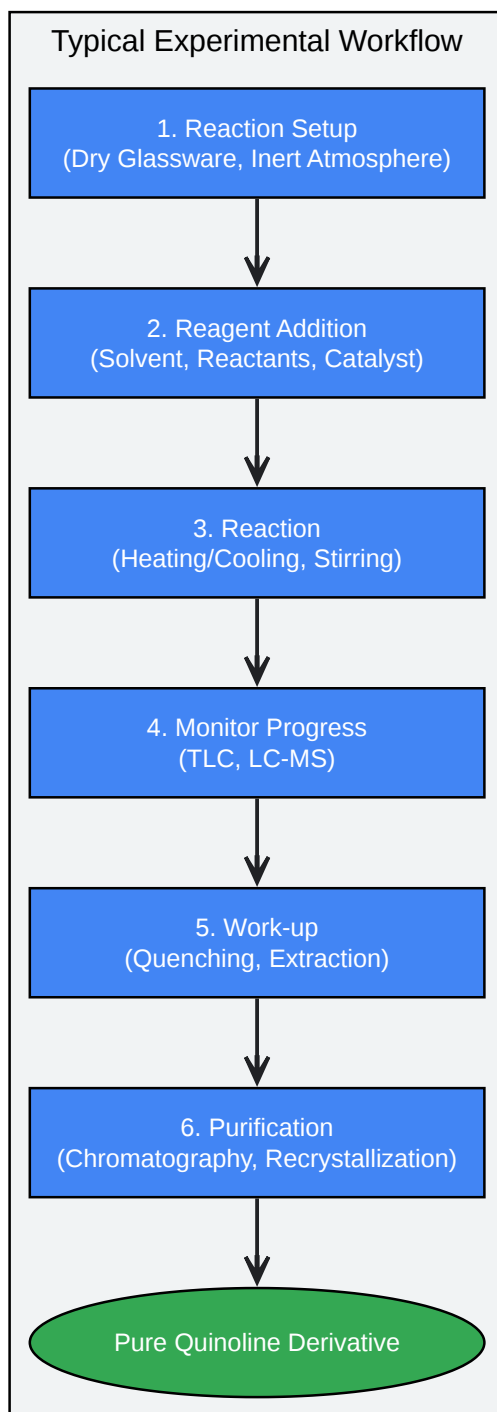 Typical Experimental Workflow
1. Reaction Setup
(Dry Glassware, Inert Atmosphere)
2. Reagent Addition
(Solvent, Reactants, Catalyst)
3. Reaction
(Heating/Cooling, Stirring)
4. Monitor Progress
(TLC, LC-MS)
5. Work-up
(Quenching, Extraction)
6. Purification
(Chromatography, Recrystallization)
Pure Quinoline Derivative